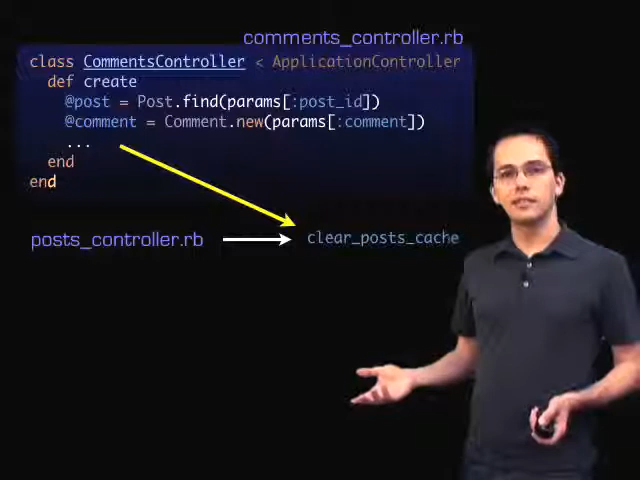 comments_controller.rb
class CommentsController < ApplicationController
def create
@post = Post.find(params[:post_id])
@comment = Comment.new(params[:comment])
...
end
end
posts_controller.rb
clear_posts_cache